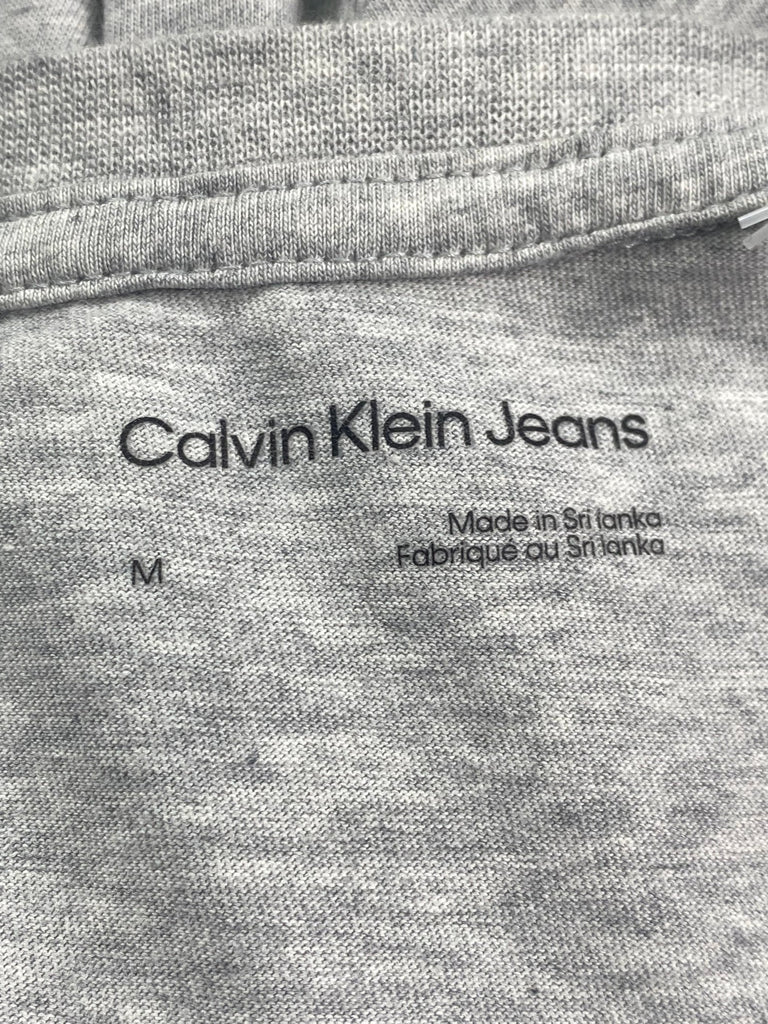 Calvin Klein Jeans
M
Made in Sri lanka
Fabriqué au Sri lanka